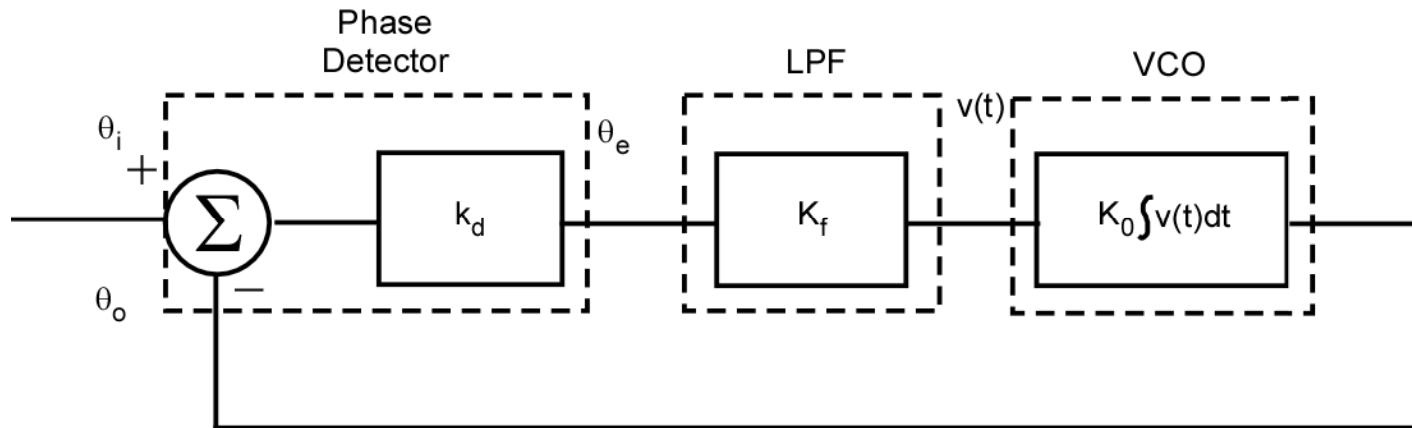 Phase
Detector
LPF
VCO
θi
+
θe
v(t)
Σ
kd
Kf
K0∫v(t)dt
θo
−